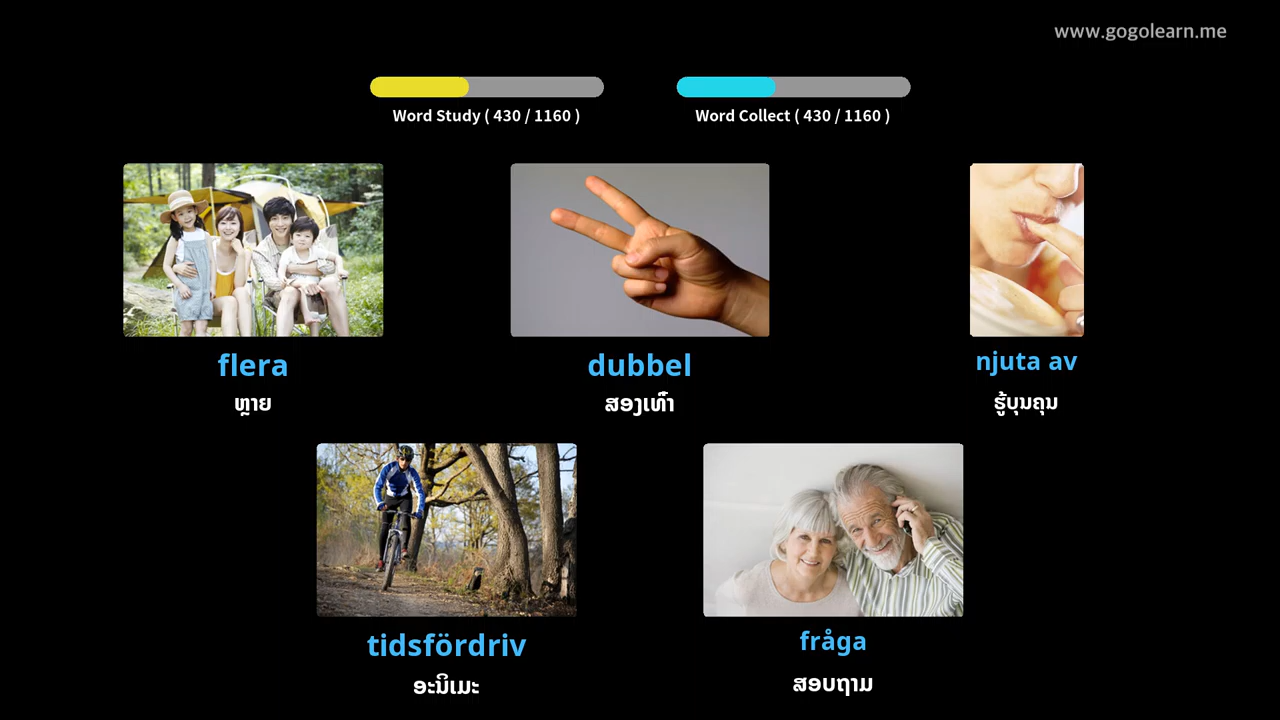 www.gogolearn.me
Word Study ( 430 / 1160 )
Word Collect ( 430 / 1160 )
flera
ຫຼາຍ
dubbel
ສອງເທົ່າ
njuta av
ຮູ້ບຸນຄຸນ
tidsfördriv
ອະນິເມະ
fråga
ສອບຖາມ